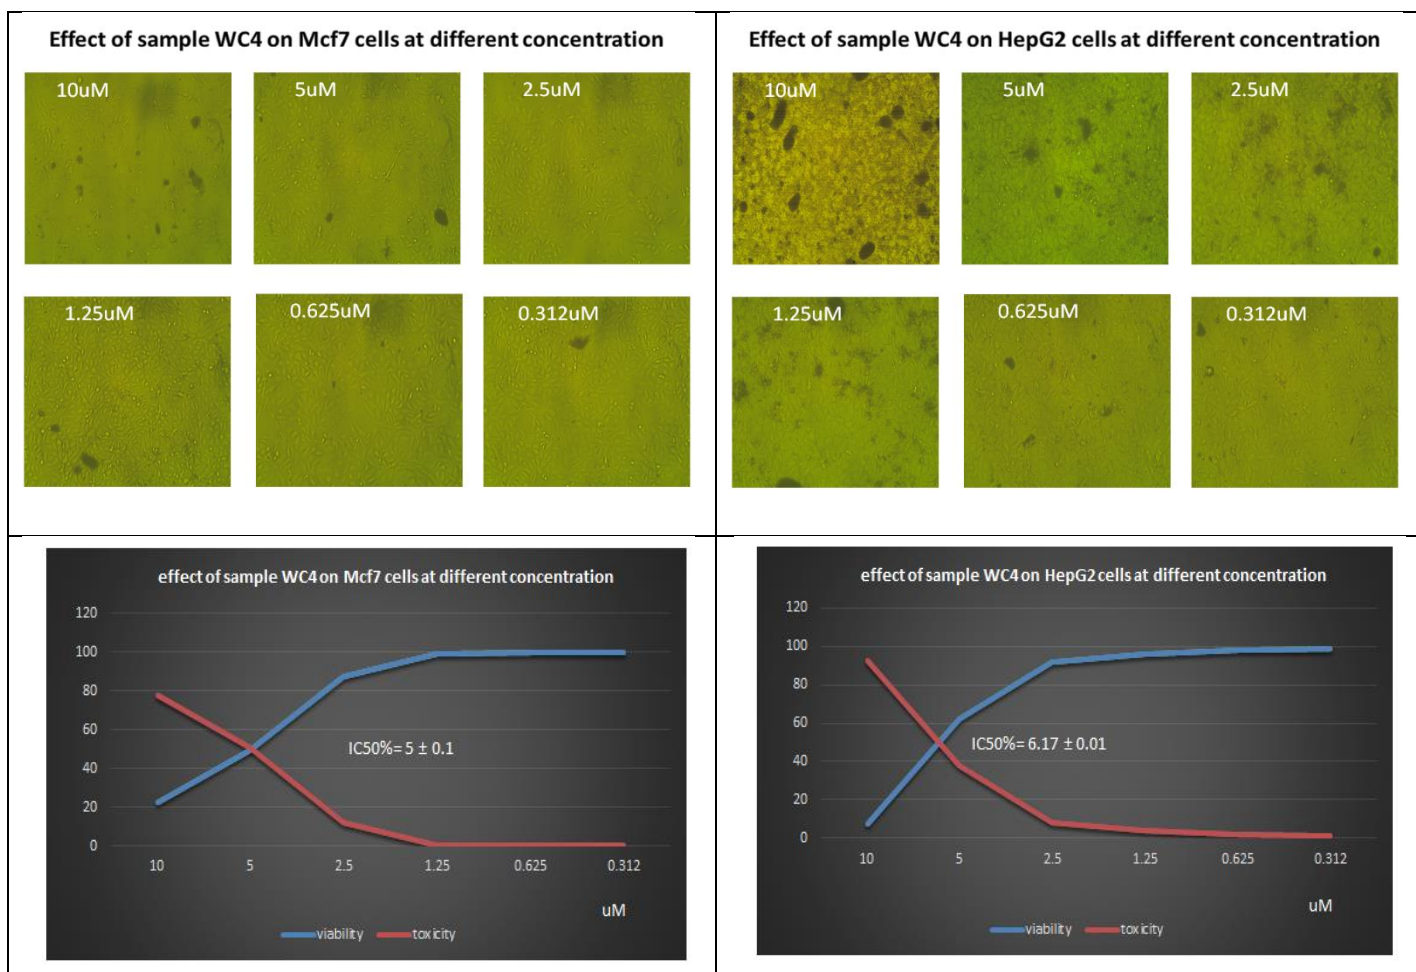 Effect of sample WC4 on Mcf7 cells at different concentration
10uM
5uM
2.5uM
1.25uM
0.625uM
0.312uM
Effect of sample WC4 on HepG2 cells at different concentration
10uM
5uM
2.5uM
1.25uM
0.625uM
0.312uM
effect of sample WC4 on Mcf7 cells at different concentration
120
100
80
60
40
20
0
IC50%= 5 ± 0.1
10 5 2.5 1.25 0.625 0.312
uM
viability toxicity
effect of sample WC4 on HepG2 cells at different concentration
120
100
80
60
40
20
0
IC50%= 6.17 ± 0.01
10 5 2.5 1.25 0.625 0.312
uM
viability toxicity